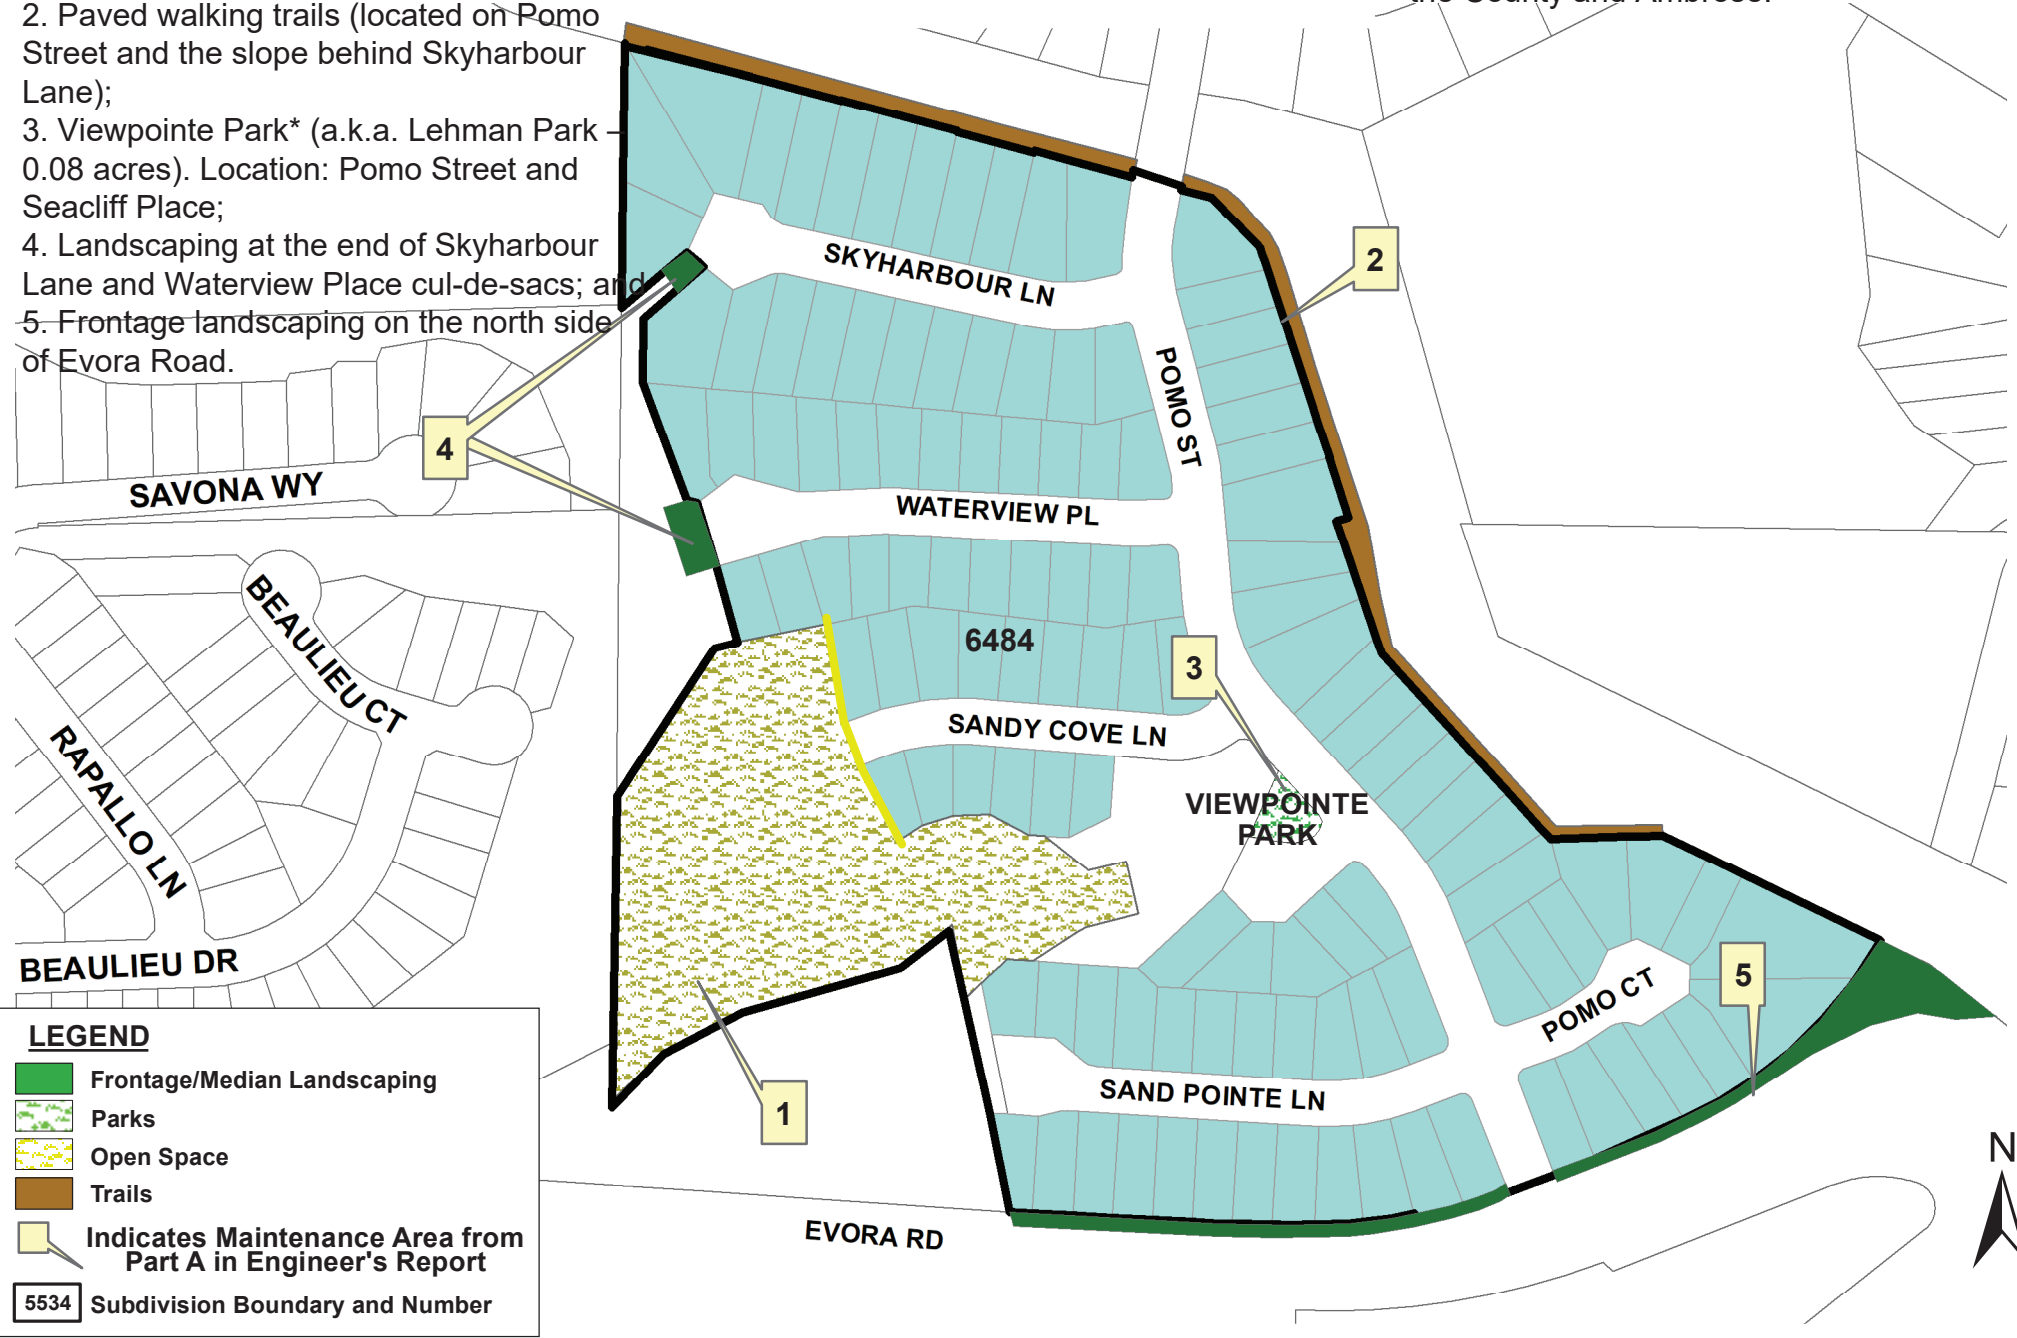 2. Paved walking trails (located on Pomo
Street and the slope behind Skyharbour
Lane);
3. Viewpointe Park* (a.k.a. Lehman Park –
0.08 acres). Location: Pomo Street and
Seacliff Place;
4. Landscaping at the end of Skyharbour
Lane and Waterview Place cul-de-sacs; and
5. Frontage landscaping on the north side
of Evora Road.
the County and Ambrose.
2
SKYHARBOUR LN
POMO ST
4
SAVONA WY
WATERVIEW PL
BEAULIEU CT
6484
3
SANDY COVE LN
RAPALLO LN
VIEWPOINTE
PARK
BEAULIEU DR
5
POMO CT
SAND POINTE LN
1
EVORA RD
N
LEGEND
Frontage/Median Landscaping
Parks
Open Space
Trails
Indicates Maintenance Area from
Part A in Engineer's Report
5534 Subdivision Boundary and Number